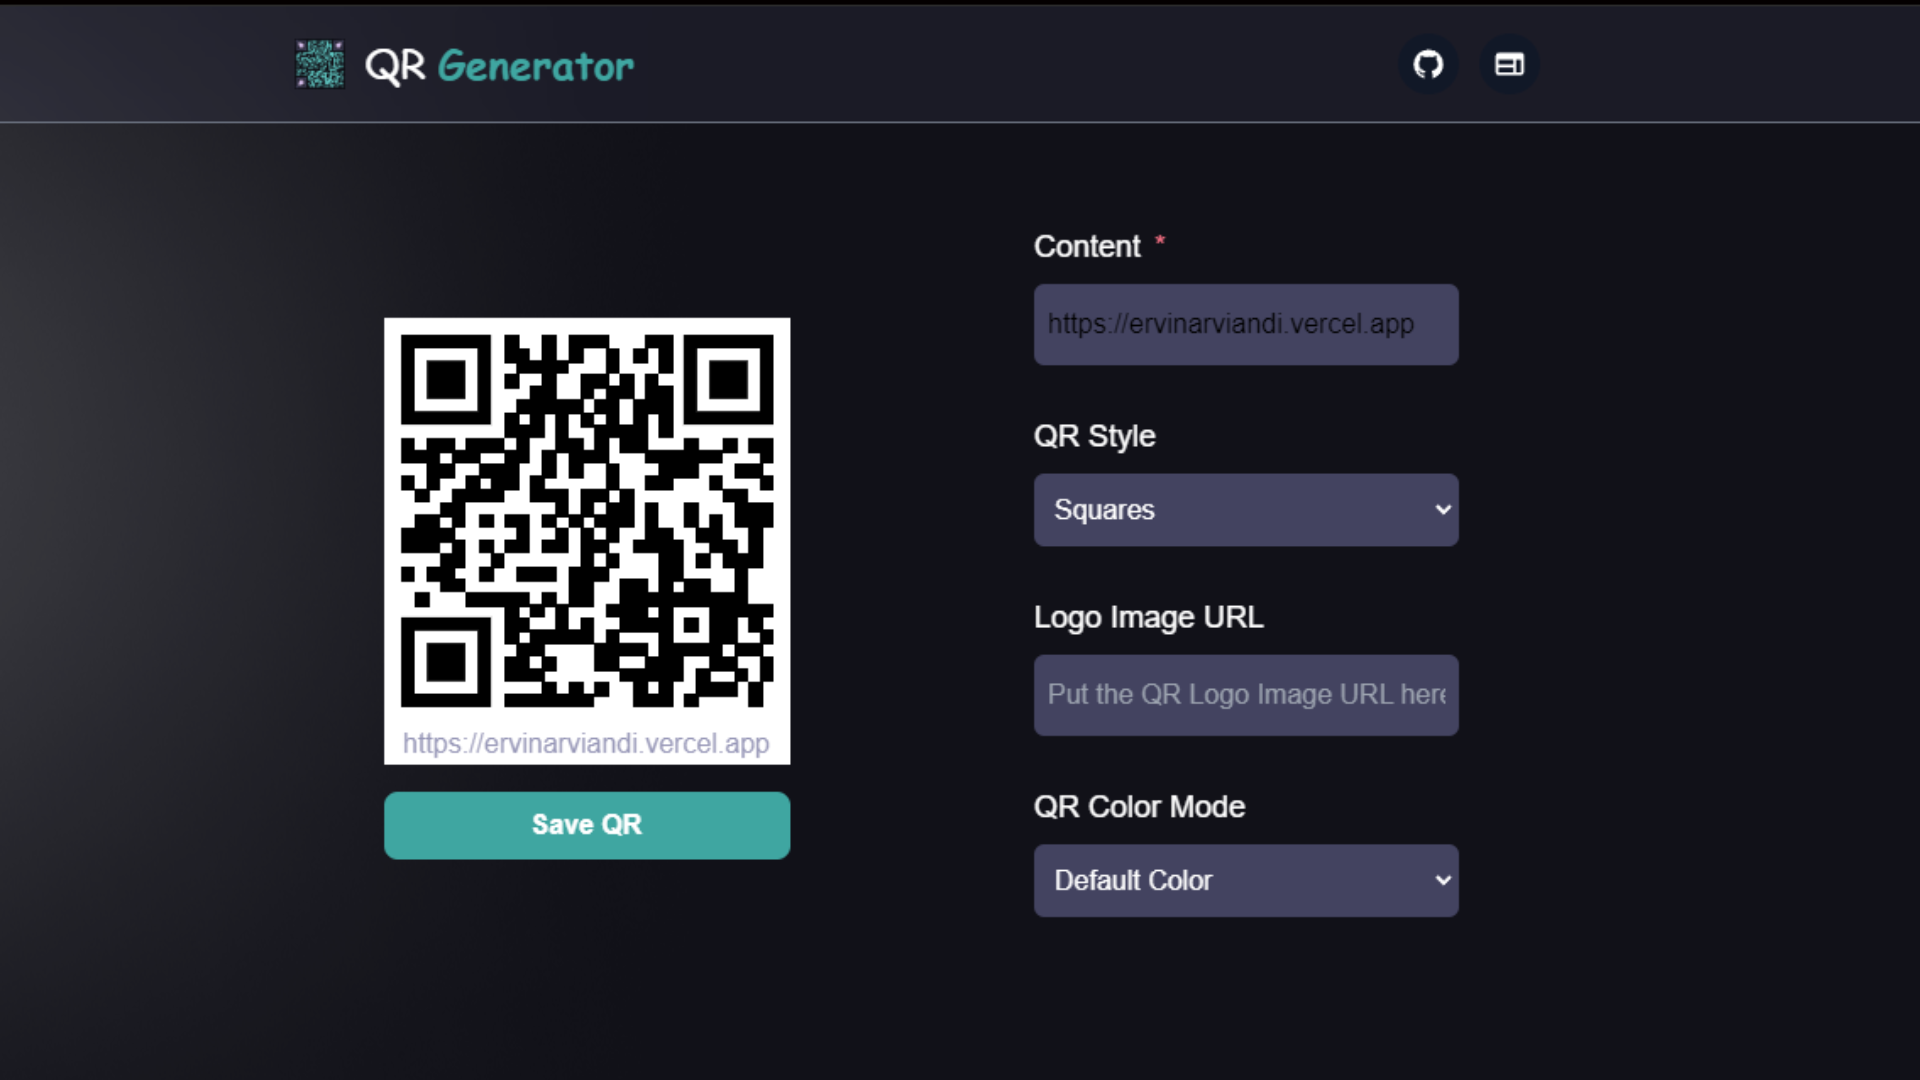 QR Generator
https://ervinarviandi.vercel.app
Save QR
Content *
https://ervinarviandi.vercel.app
QR Style
Squares
Logo Image URL
Put the QR Logo Image URL here
QR Color Mode
Default Color